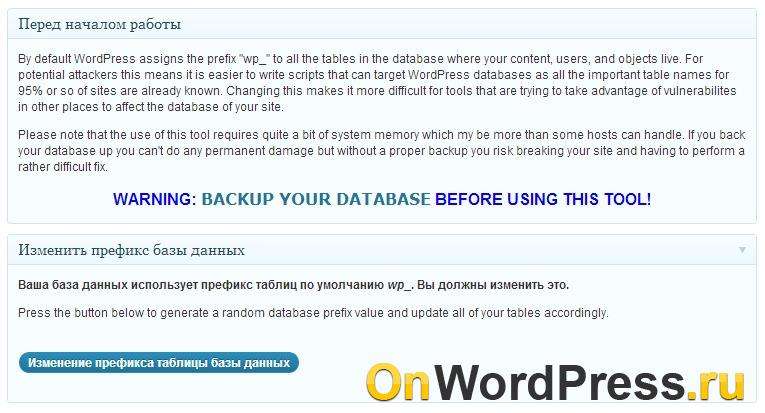 Перед началом работы
By default WordPress assigns the prefix "wp_" to all the tables in the database where your content, users, and objects live. For
potential attackers this means it is easier to write scripts that can target WordPress databases as all the important table names for
95% or so of sites are already known. Changing this makes it more difficult for tools that are trying to take advantage of vulnerabilites
in other places to affect the database of your site.
Please note that the use of this tool requires quite a bit of system memory which my be more than some hosts can handle. If you back
your database up you can't do any permanent damage but without a proper backup you risk breaking your site and having to perform a
rather difficult fix.
WARNING: BACKUP YOUR DATABASE BEFORE USING THIS TOOL!
Изменить префикс базы данных
Ваша база данных использует префикс таблиц по умолчанию wp_. Вы должны изменить это.
Press the button below to generate a random database prefix value and update all of your tables accordingly.
Изменение префикса таблицы базы данных
OnWordPress.ru